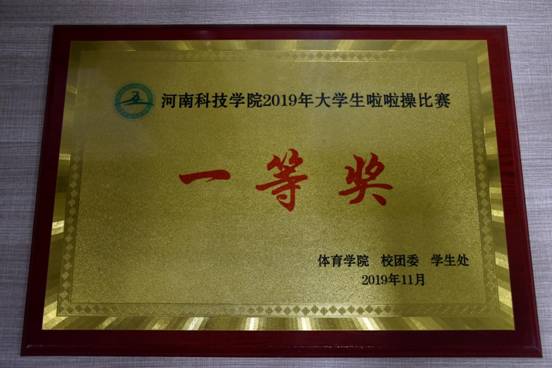 河南科技学院2019年大学生啦啦操比赛
一等奖
体育学院 校团委 学生处
2019年11月